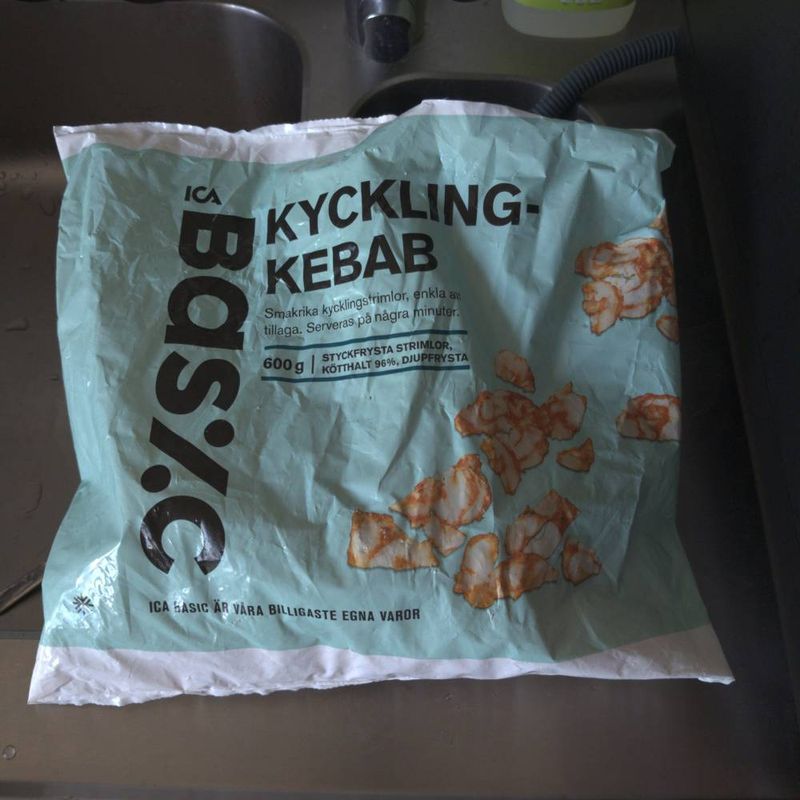 ICA
Basic
KYCKLING-
KEBAB
Smakrika kycklingstrimlor, enkla att
tillaga. Serveras på några minuter.
600 g | STYCKFRYSTA STRIMLOR,
KÖTTHALT 96%, DJUPFRYSTA
ICA BASIC ÄR VÅRA BILLIGASTE EGNA VAROR